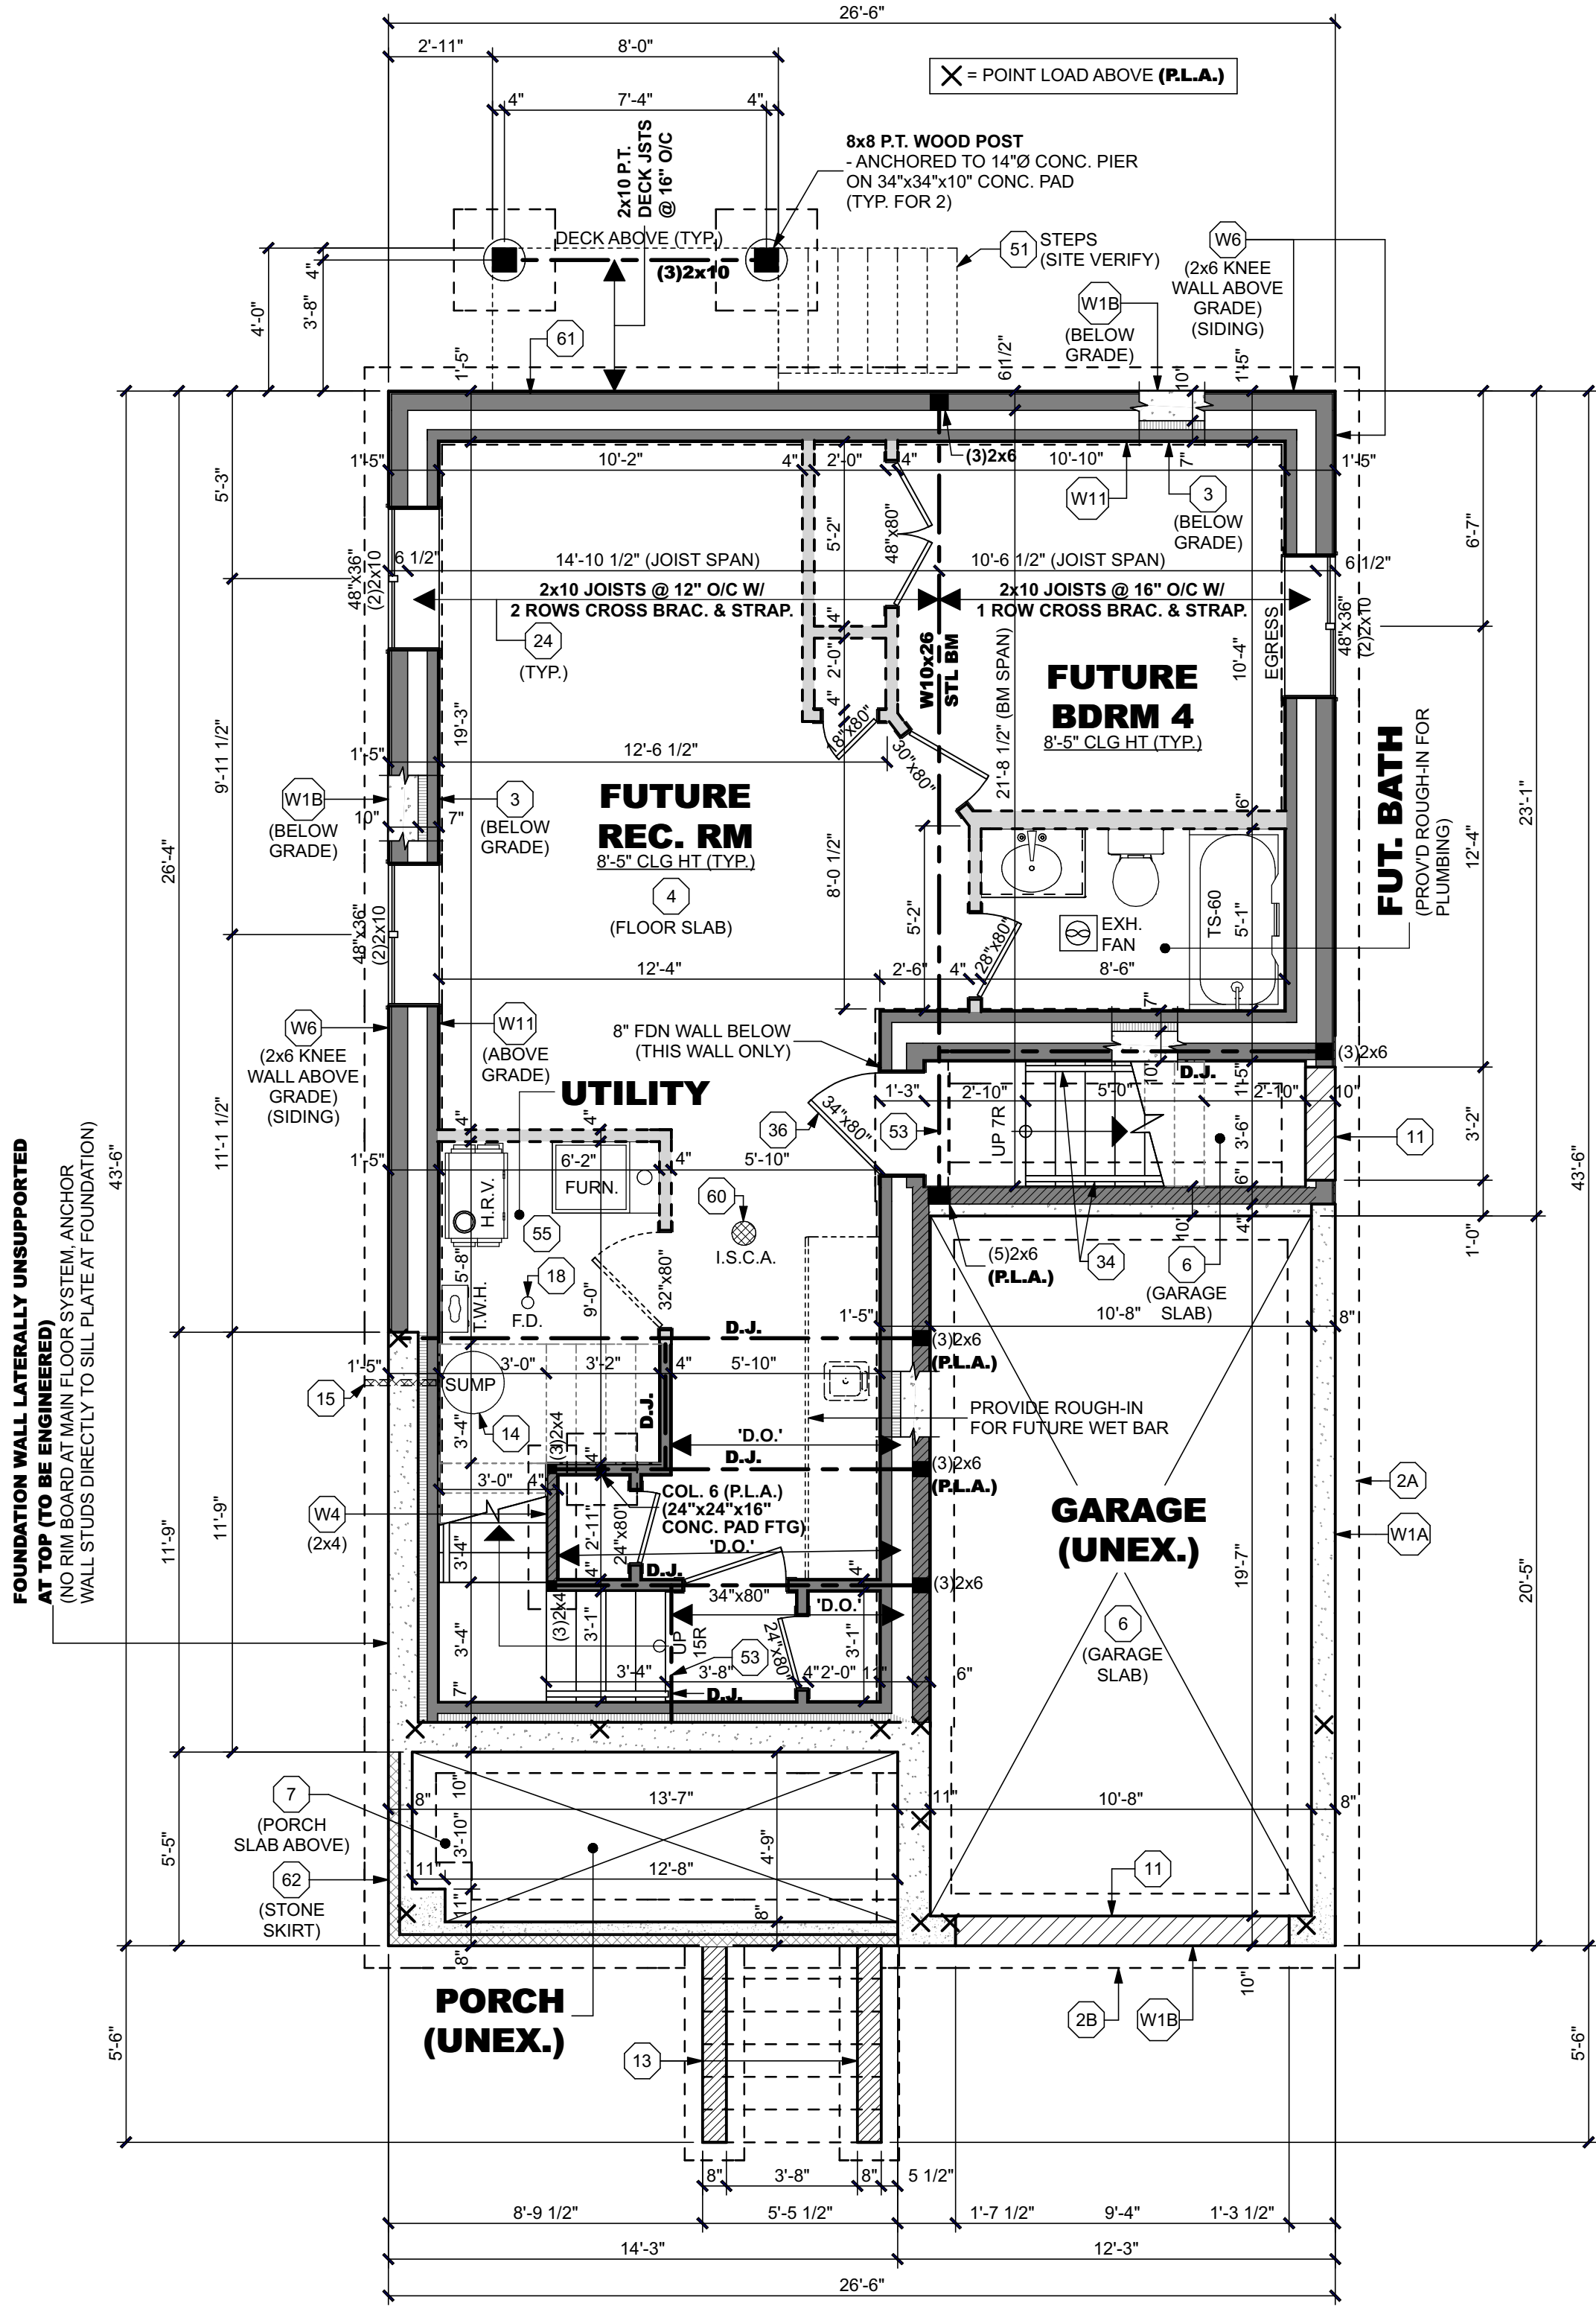 26'-6"
2'-11"
8'-0"
4"
7'-4"
4"
X = POINT LOAD ABOVE (P.L.A.)
2x10 P.T.
DECK JSTS
@ 16" O/C
8x8 P.T. WOOD POST
- ANCHORED TO 14"Ø CONC. PIER
ON 34"x34"x10" CONC. PAD
(TYP. FOR 2)
DECK ABOVE (TYP.)
(3)2x10
51
STEPS
(SITE VERIFY)
W6
(2x6 KNEE
WALL ABOVE
GRADE)
(SIDING)
W1B
(BELOW
GRADE)
4'-0"
4"
3'-8"
61
1'-5"
6 1/2"
10"
1'-5"
5'-3"
1'-5"
10'-2"
4"
2'-0"
4"
(3)2x6
10'-10"
7"
1'-5"
W11
3
(BELOW
GRADE)
5'-2"
48"x80"
6'-7"
48"x36"
(2)2x10
6 1/2"
14'-10 1/2" (JOIST SPAN)
10'-6 1/2" (JOIST SPAN)
6 1/2"
2x10 JOISTS @ 12" O/C W/
2 ROWS CROSS BRAC. & STRAP.
2x10 JOISTS @ 16" O/C W/
1 ROW CROSS BRAC. & STRAP.
24
(TYP.)
4"
2'-0"
4"
W10x26
STL BM
21'-8 1/2" (BM SPAN)
10'-4"
EGRESS
48"x36"
(2)2x10
FUTURE
BDRM 4
8'-5" CLG HT (TYP.)
19'-3"
18"x80"
30"x80"
9'-11 1/2"
1'-5"
12'-6 1/2"
W1B
(BELOW
GRADE)
10"
7"
3
(BELOW
GRADE)
FUTURE
REC. RM
8'-5" CLG HT (TYP.)
4
(FLOOR SLAB)
6"
8'-0 1/2"
5'-2"
FUT. BATH
(PROV'D ROUGH-IN FOR
PLUMBING)
26'-4"
12'-4"
23'-1"
EXH.
FAN
TS-60
5'-1"
28"x80"
48"x36"
(2)2x10
12'-4"
2'-6"
4"
8'-6"
W6
(2x6 KNEE
WALL ABOVE
GRADE)
(SIDING)
W11
(ABOVE
GRADE)
8" FDN WALL BELOW
(THIS WALL ONLY)
7"
10"
(3)2x6
D.J.
1'-5"
UTILITY
34"x80"
36
53
1'-3"
2'-10"
5'-0"
2'-10"
10"
UP 7R
3'-6"
6"
11
3'-2"
11'-1 1/2"
4"
4"
1'-5"
6'-2"
4"
5'-10"
H.R.V.
FURN.
60
I.S.C.A.
55
5'-8"
18
F.D.
T.W.H.
9'-0"
32"x80"
10"
4"
1'-0"
(5)2x6
(P.L.A.)
34
6
(GARAGE
SLAB)
43'-6"
43'-6"
1'-5"
10'-8"
8"
D.J.
(3)2x6
(P.L.A.)
FOUNDATION WALL LATERALLY UNSUPPORTED
AT TOP (TO BE ENGINEERED)
(NO RIM BOARD AT MAIN FLOOR SYSTEM, ANCHOR
WALL STUDS DIRECTLY TO SILL PLATE AT FOUNDATION)
1'-5"
3'-0"
3'-2"
4"
5'-10"
15
SUMP
14
3'-4"
D.J.
PROVIDE ROUGH-IN
FOR FUTURE WET BAR
'D.O.'
D.J.
(3)2x4
4"
(3)2x6
(P.L.A.)
3'-0"
4"
COL. 6 (P.L.A.)
(24"x24"x16"
CONC. PAD FTG)
'D.O.'
W4
(2x4)
2'-11"
24"x80"
3'-4"
4"
D.J.
4"
(3)2x6
GARAGE
(UNEX.)
2A
W1A
19'-7"
20'-5"
11'-9"
11'-9"
34"x80"
'D.O.'
(3)2x4
3'-1"
UP
15R
53
24"x80"
3'-1"
3'-4"
6
(GARAGE
SLAB)
3'-4"
3'-8"
4"
2'-0"
11"
6"
D.J.
7"
7
(PORCH
SLAB ABOVE)
8"
10"
13'-7"
11"
10'-8"
8"
3'-10"
4'-9"
5'-5"
11"
12'-8"
62
(STONE
SKIRT)
11"
8"
11
8"
10"
PORCH
(UNEX.)
2B
W1B
13
5'-6"
5'-6"
8"
3'-8"
8"
5 1/2"
8'-9 1/2"
5'-5 1/2"
1'-7 1/2"
9'-4"
1'-3 1/2"
14'-3"
12'-3"
26'-6"